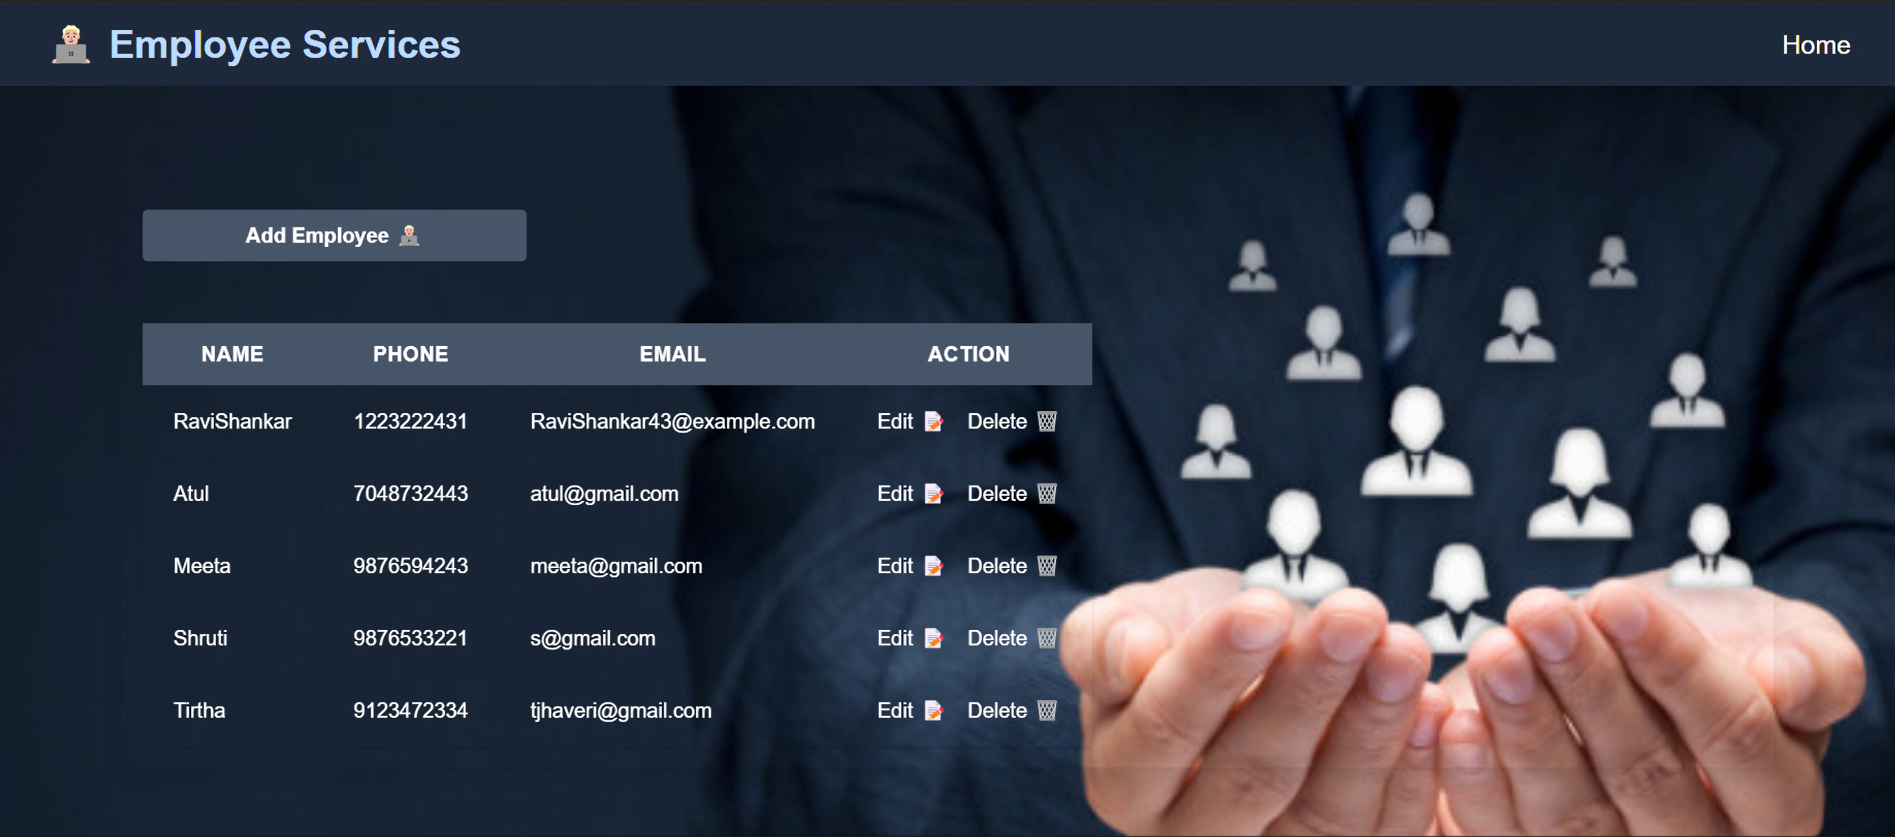 Employee Services Home
Add Employee
NAME PHONE EMAIL ACTION
RaviShankar 1223222431 RaviShankar43@example.com Edit Delete
Atul 7048732443 atul@gmail.com Edit Delete
Meeta 9876594243 meeta@gmail.com Edit Delete
Shruti 9876533221 s@gmail.com Edit Delete
Tirtha 9123472334 tjhaveri@gmail.com Edit Delete